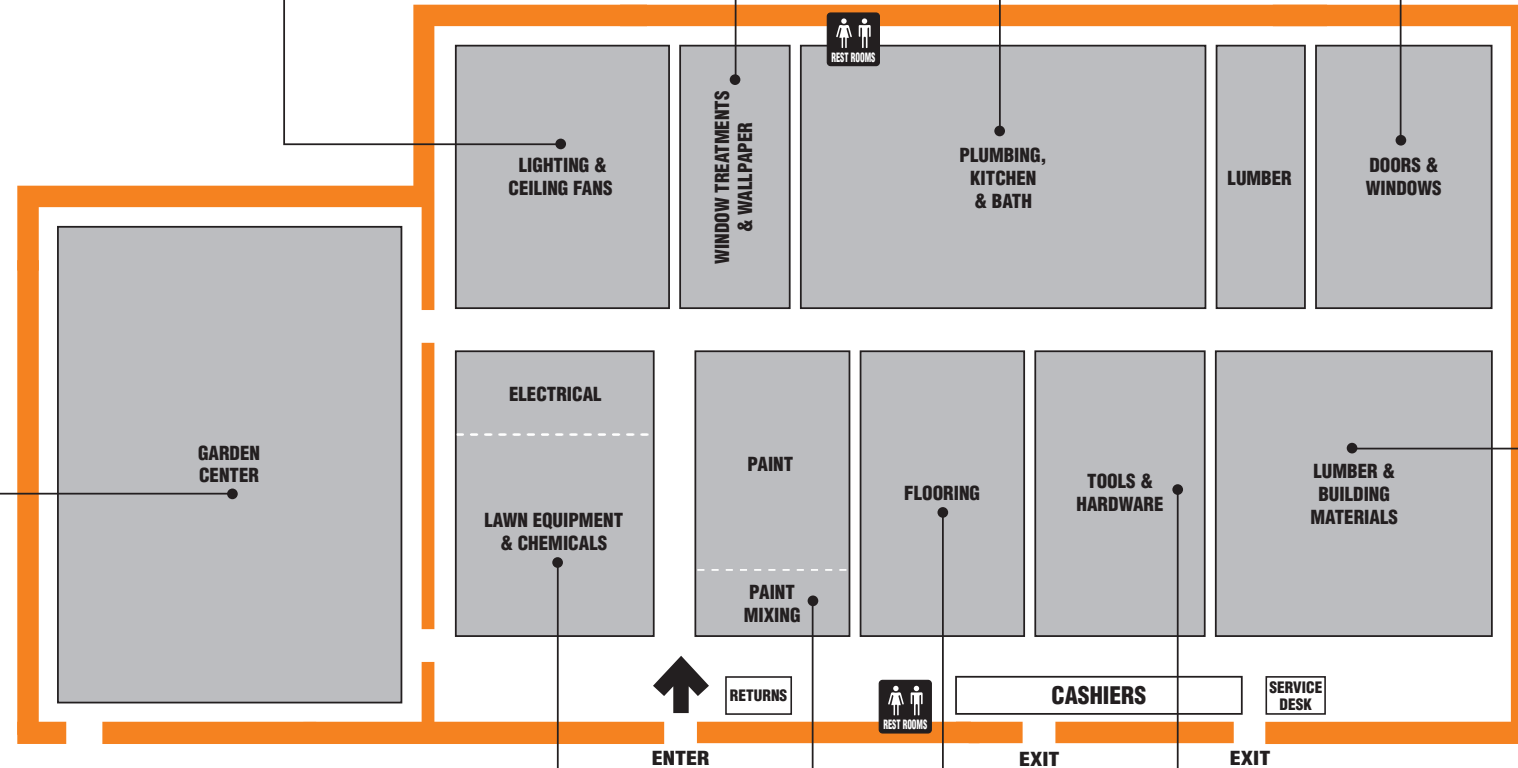 REST ROOMS
LIGHTING &
CEILING FANS
WINDOW TREATMENTS
& WALLPAPER
PLUMBING,
KITCHEN
& BATH
LUMBER
DOORS &
WINDOWS
GARDEN
CENTER
ELECTRICAL
LAWN EQUIPMENT
& CHEMICALS
PAINT
PAINT
MIXING
FLOORING
TOOLS &
HARDWARE
LUMBER &
BUILDING
MATERIALS
RETURNS
REST ROOMS
CASHIERS
SERVICE
DESK
ENTER
EXIT
EXIT